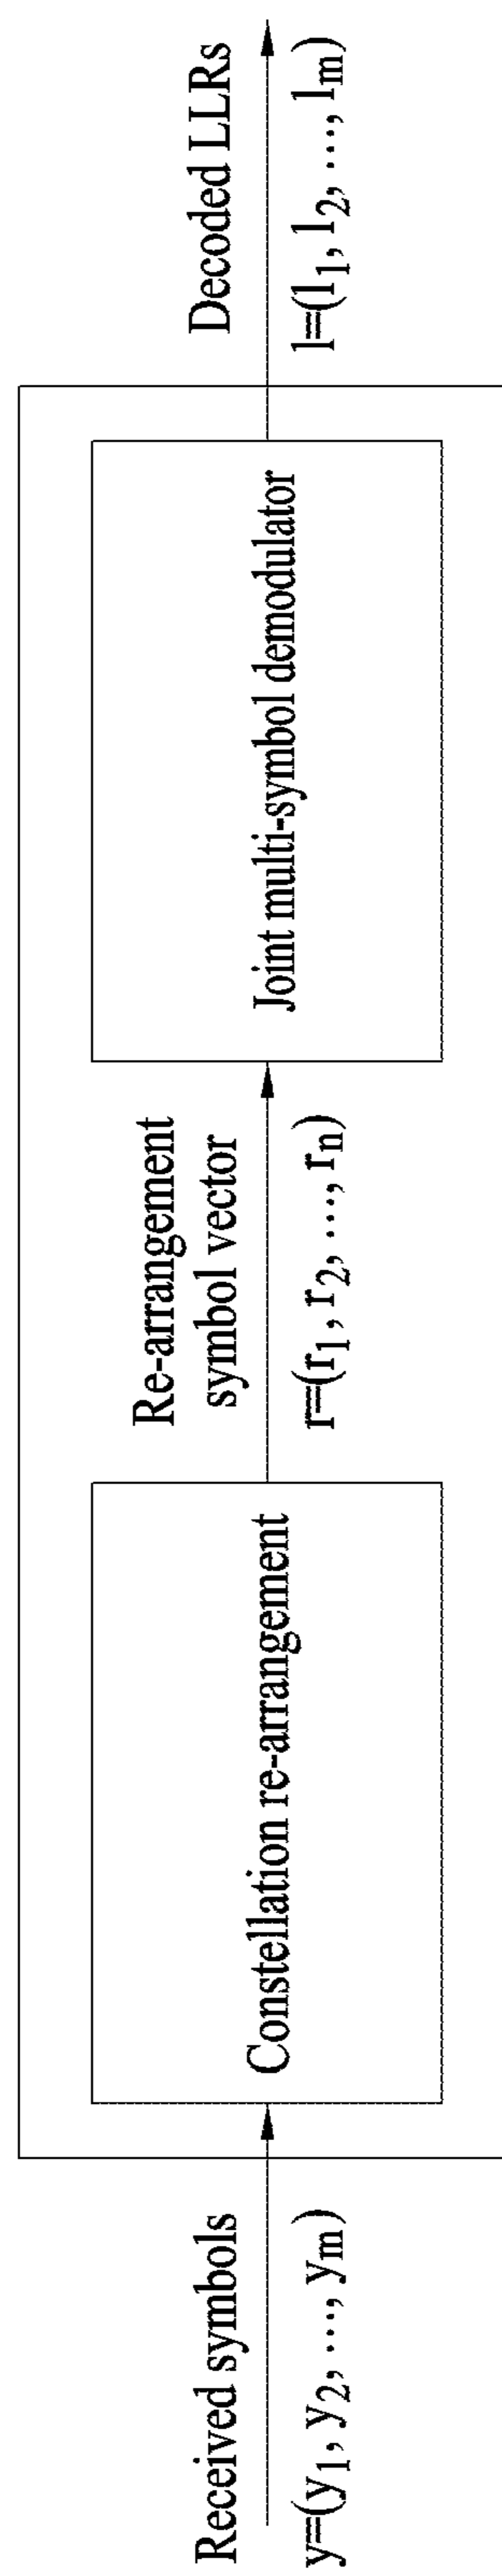 Received symbols
y=(y1, y2, ..., ym)
Constellation re-arrangement
Re-arrangement
symbol vector
r=(r1, r2, ..., rn)
Joint multi-symbol demodulator
Decoded LLRs
l=(l1, l2, ..., lm)